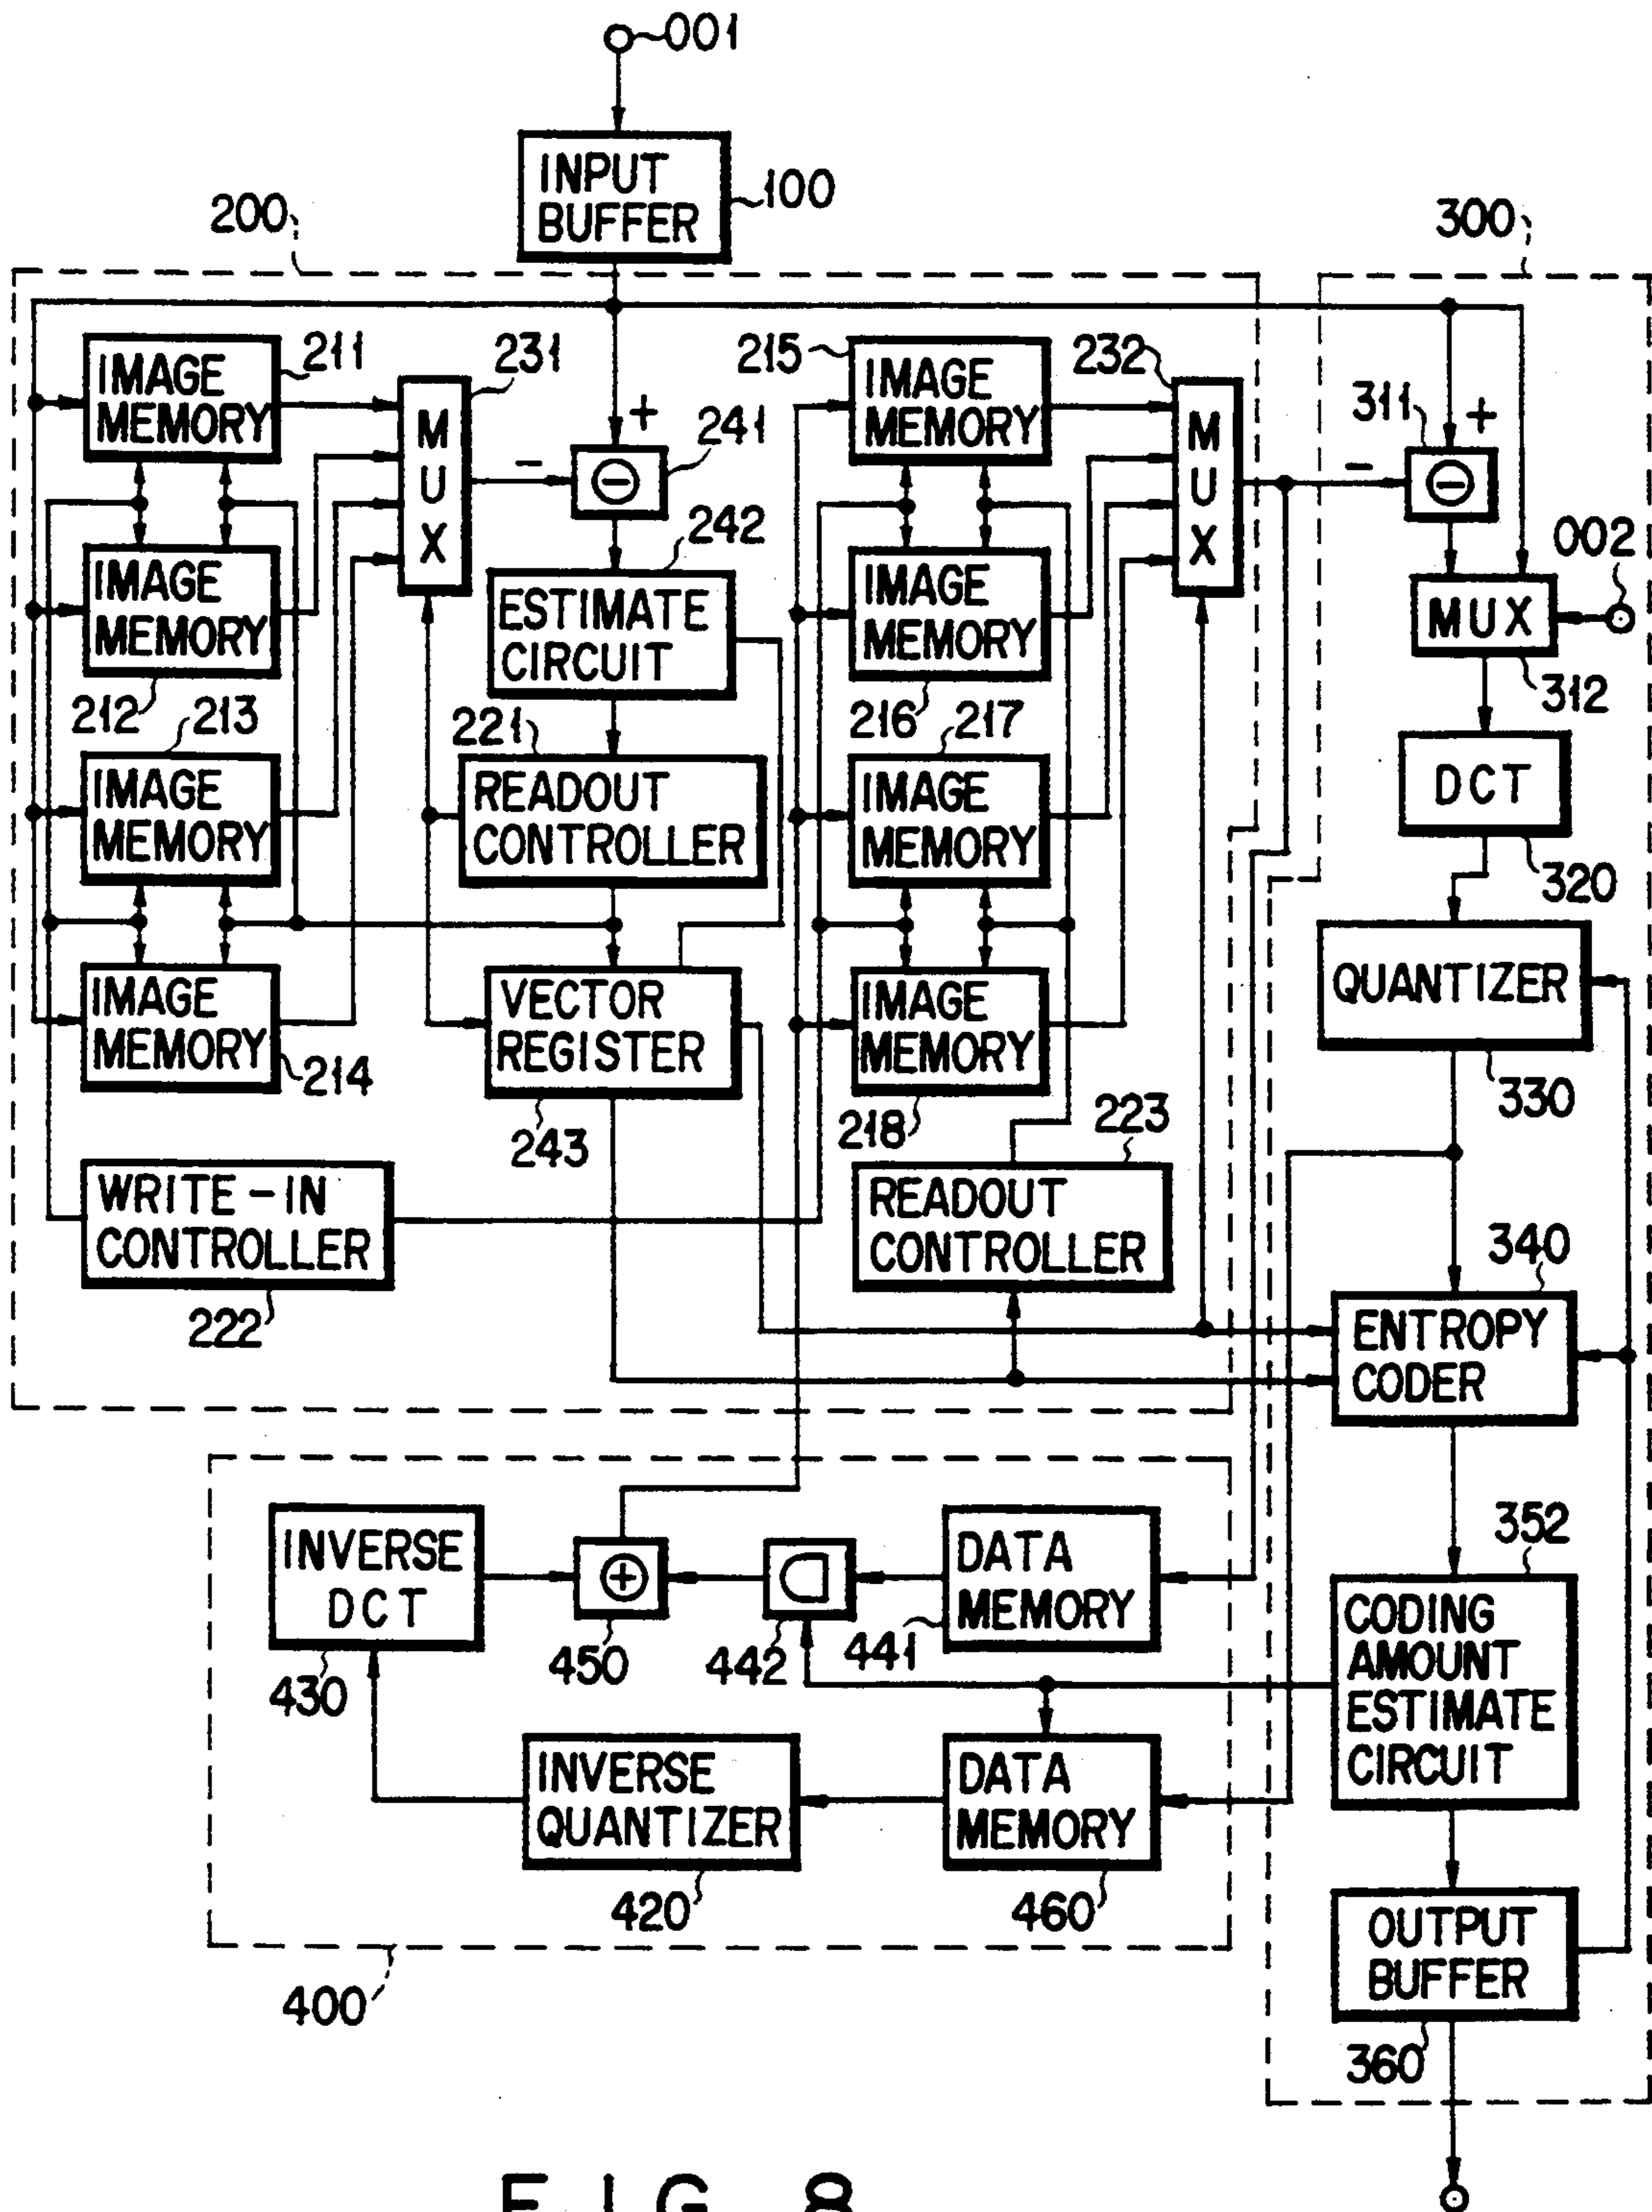 001
INPUT
BUFFER
100
200
300
IMAGE
MEMORY
211
231
M
U
X
+
241
−
⊖
242
ESTIMATE
CIRCUIT
215
IMAGE
MEMORY
232
M
U
X
311
+
−
⊖
002
MUX
312
IMAGE
MEMORY
212
IMAGE
MEMORY
216
DCT
320
213
IMAGE
MEMORY
221
READOUT
CONTROLLER
217
IMAGE
MEMORY
QUANTIZER
330
IMAGE
MEMORY
214
VECTOR
REGISTER
243
IMAGE
MEMORY
218
223
READOUT
CONTROLLER
WRITE-IN
CONTROLLER
222
340
ENTROPY
CODER
INVERSE
DCT
430
⊕
450
442
441
DATA
MEMORY
352
CODING
AMOUNT
ESTIMATE
CIRCUIT
INVERSE
QUANTIZER
420
DATA
MEMORY
460
OUTPUT
BUFFER
360
400
FIG. 8